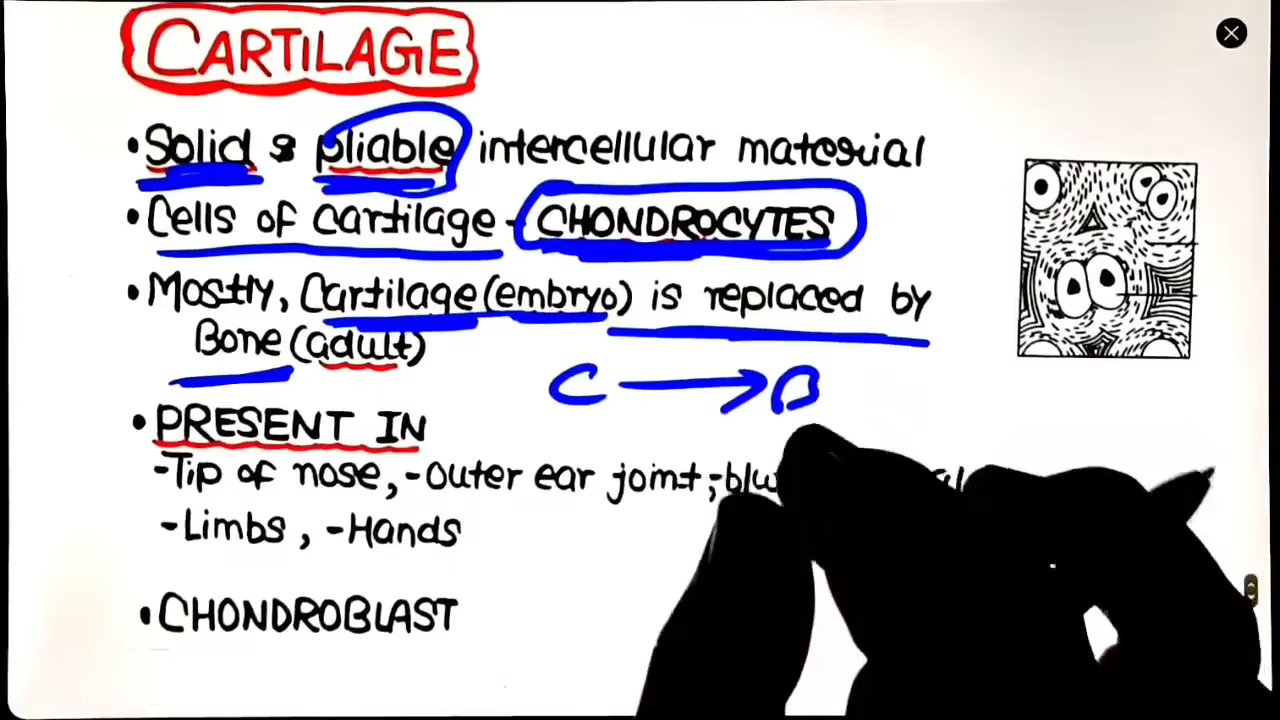 CARTILAGE
• Solid & pliable intercellular material
• Cells of cartilage - CHONDROCYTES
• Mostly, Cartilage (embryo) is replaced by
Bone (adult)
C → B
• PRESENT IN
- Tip of nose, - outer ear joint,
- Limbs, - Hands
• CHONDROBLAST